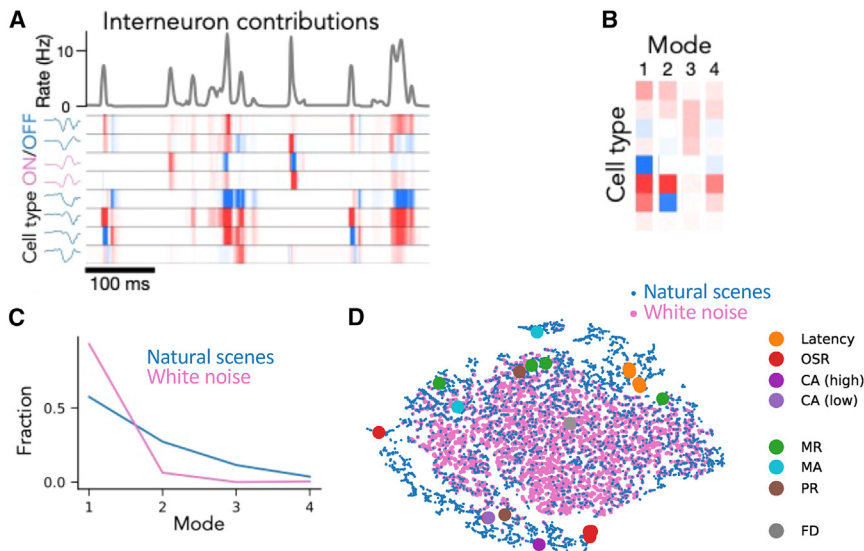 A
Interneuron contributions
Rate (Hz)
10
0
Cell type ON/OFF
100 ms
B
Mode
1 2 3 4
Cell type
C
Natural scenes
White noise
Fraction
0.5
0.0
1 2 3 4
Mode
D
Natural scenes
White noise
Latency
OSR
CA (high)
CA (low)
MR
MA
PR
FD